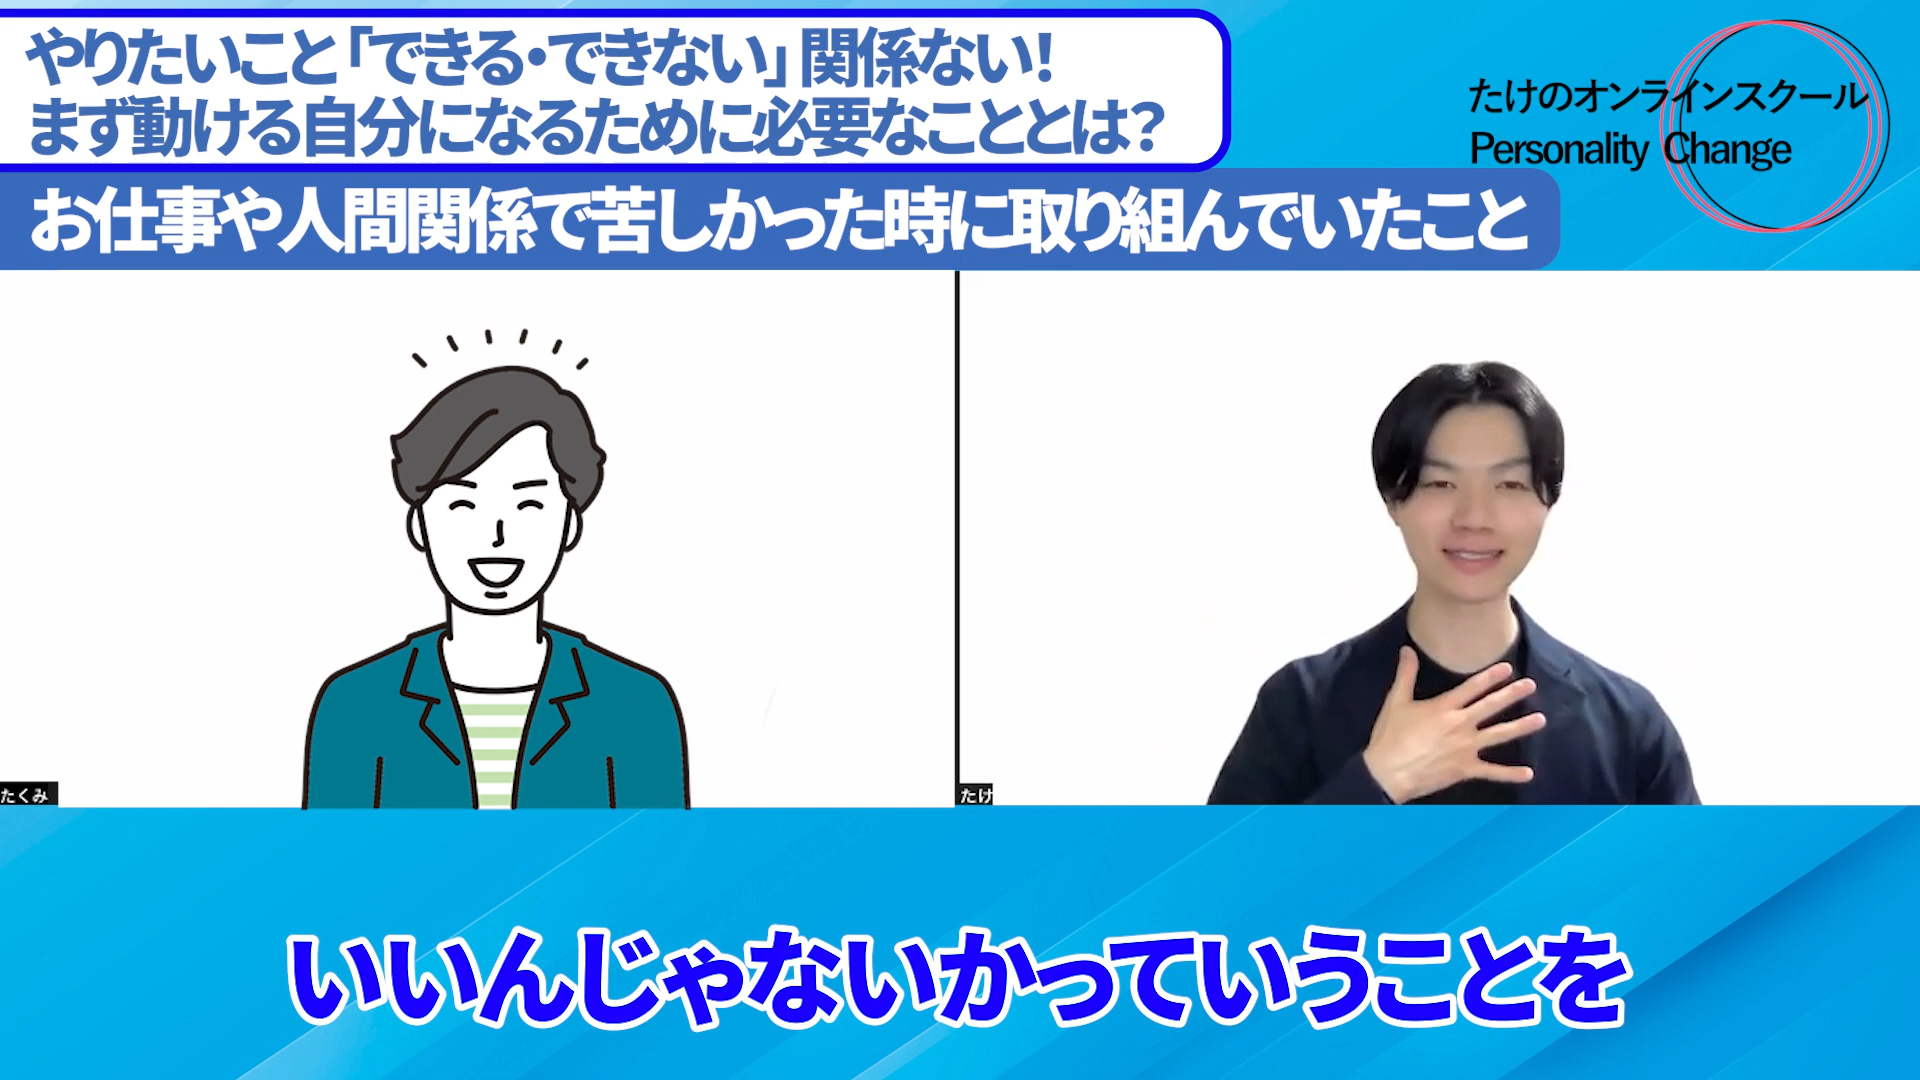 やりたいこと「できる・できない」関係ない！
まず動ける自分になるために必要なこととは？
お仕事や人間関係で苦しかった時に取り組んでいたこと
たけのオンラインスクール
Personality Change
たくみ
たけ
いいんじゃないかっていうことを